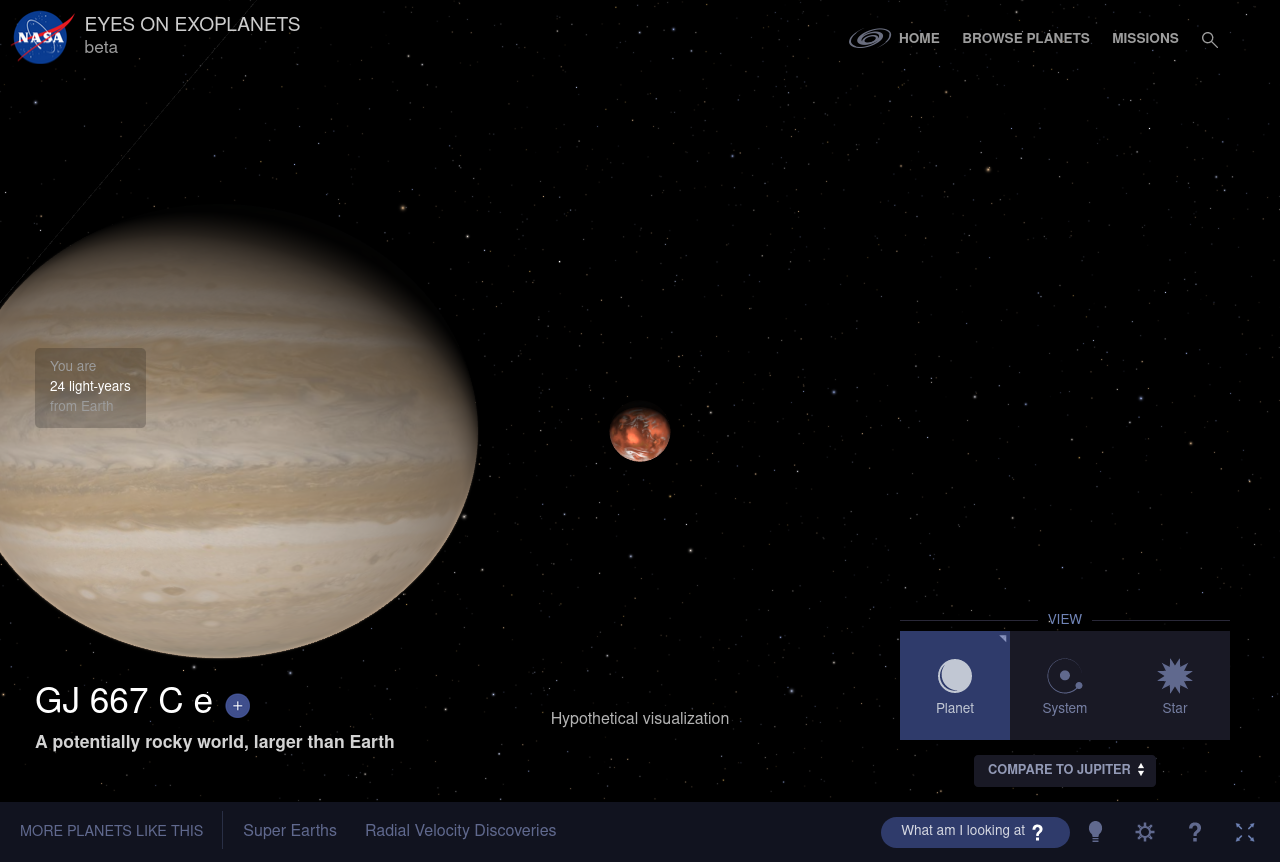 NASA
EYES ON EXOPLANETS
beta
HOME
BROWSE PLANETS
MISSIONS
You are
24 light-years
from Earth
GJ 667 C e +
A potentially rocky world, larger than Earth
Hypothetical visualization
VIEW
Planet
System
Star
COMPARE TO JUPITER
MORE PLANETS LIKE THIS
Super Earths
Radial Velocity Discoveries
What am I looking at ?
?